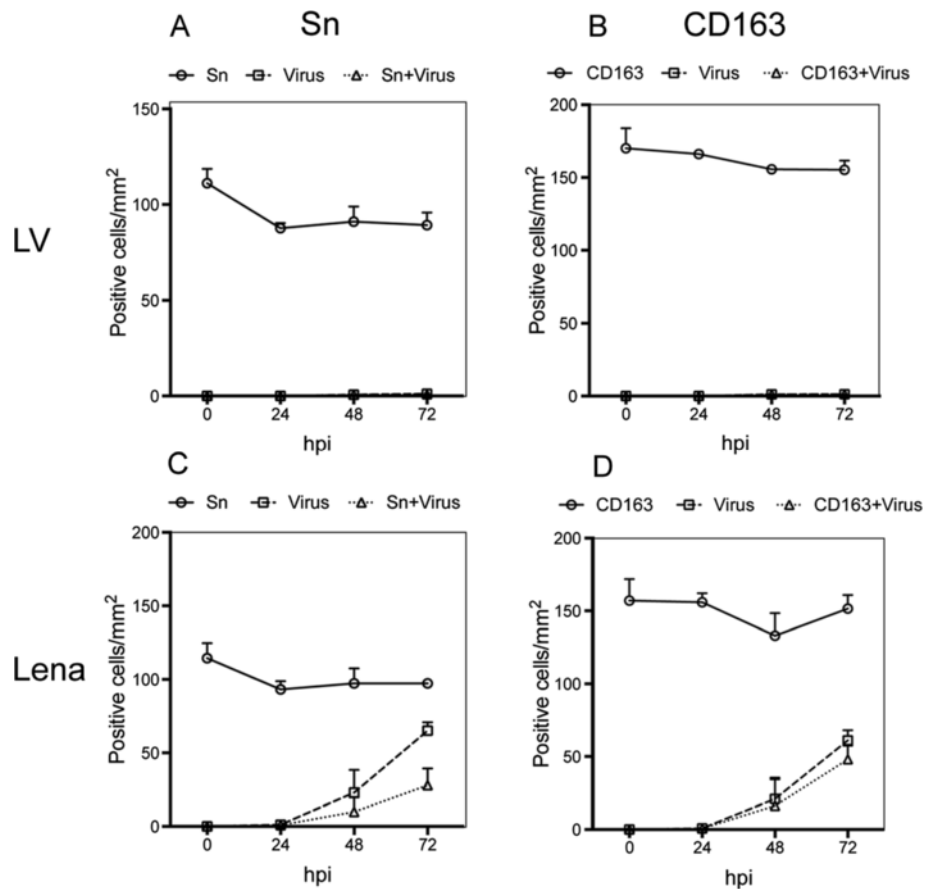 A Sn
Sn Virus Sn+Virus
150
100
50
0
Positive cells/mm²
0 24 48 72
hpi
B CD163
CD163 Virus CD163+Virus
200
150
100
50
0
Positive cells/mm²
0 24 48 72
hpi
LV
C
Sn Virus Sn+Virus
200
150
100
50
0
Positive cells/mm²
0 24 48 72
hpi
D
CD163 Virus CD163+Virus
200
150
100
50
0
Positive cells/mm²
0 24 48 72
hpi
Lena